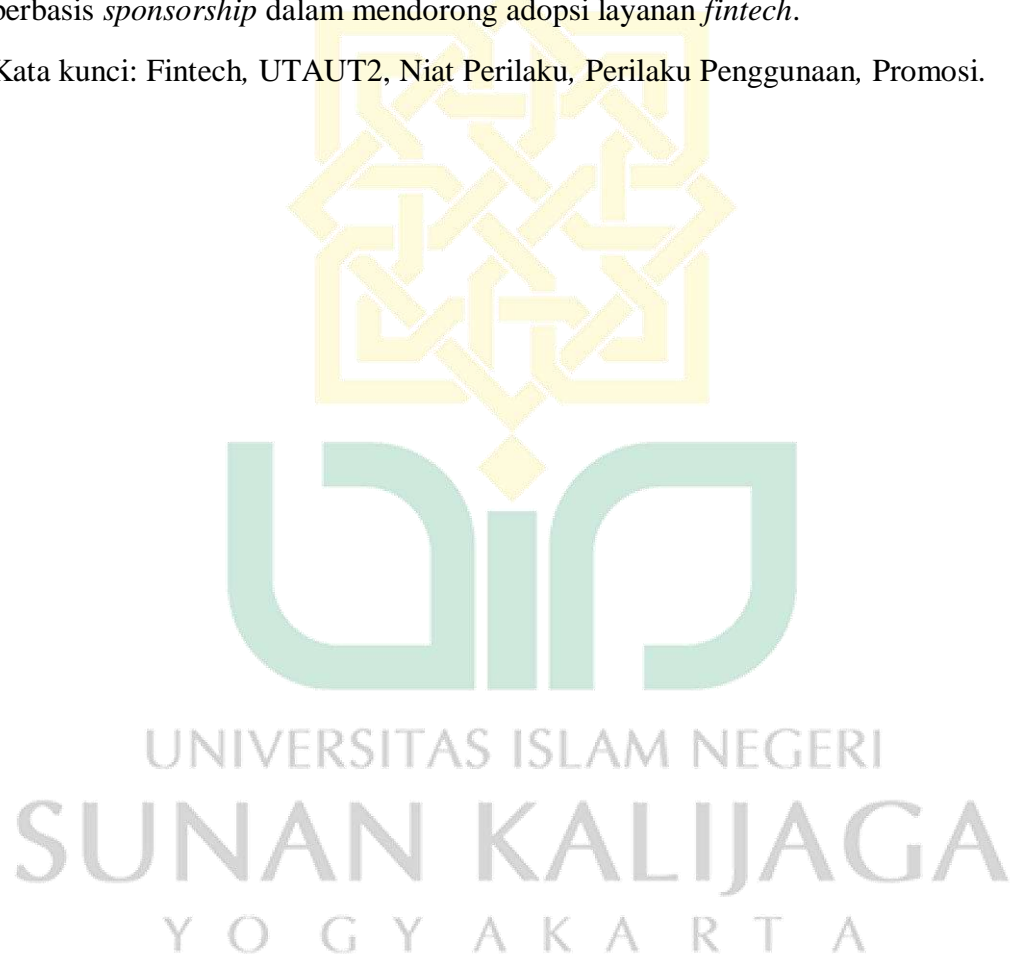 berbasis sponsorship dalam mendorong adopsi layanan fintech.
Kata kunci: Fintech, UTAUT2, Niat Perilaku, Perilaku Penggunaan, Promosi.
UNIVERSITAS ISLAM NEGERI
SUNAN KALIJAGA
YOGYAKARTA